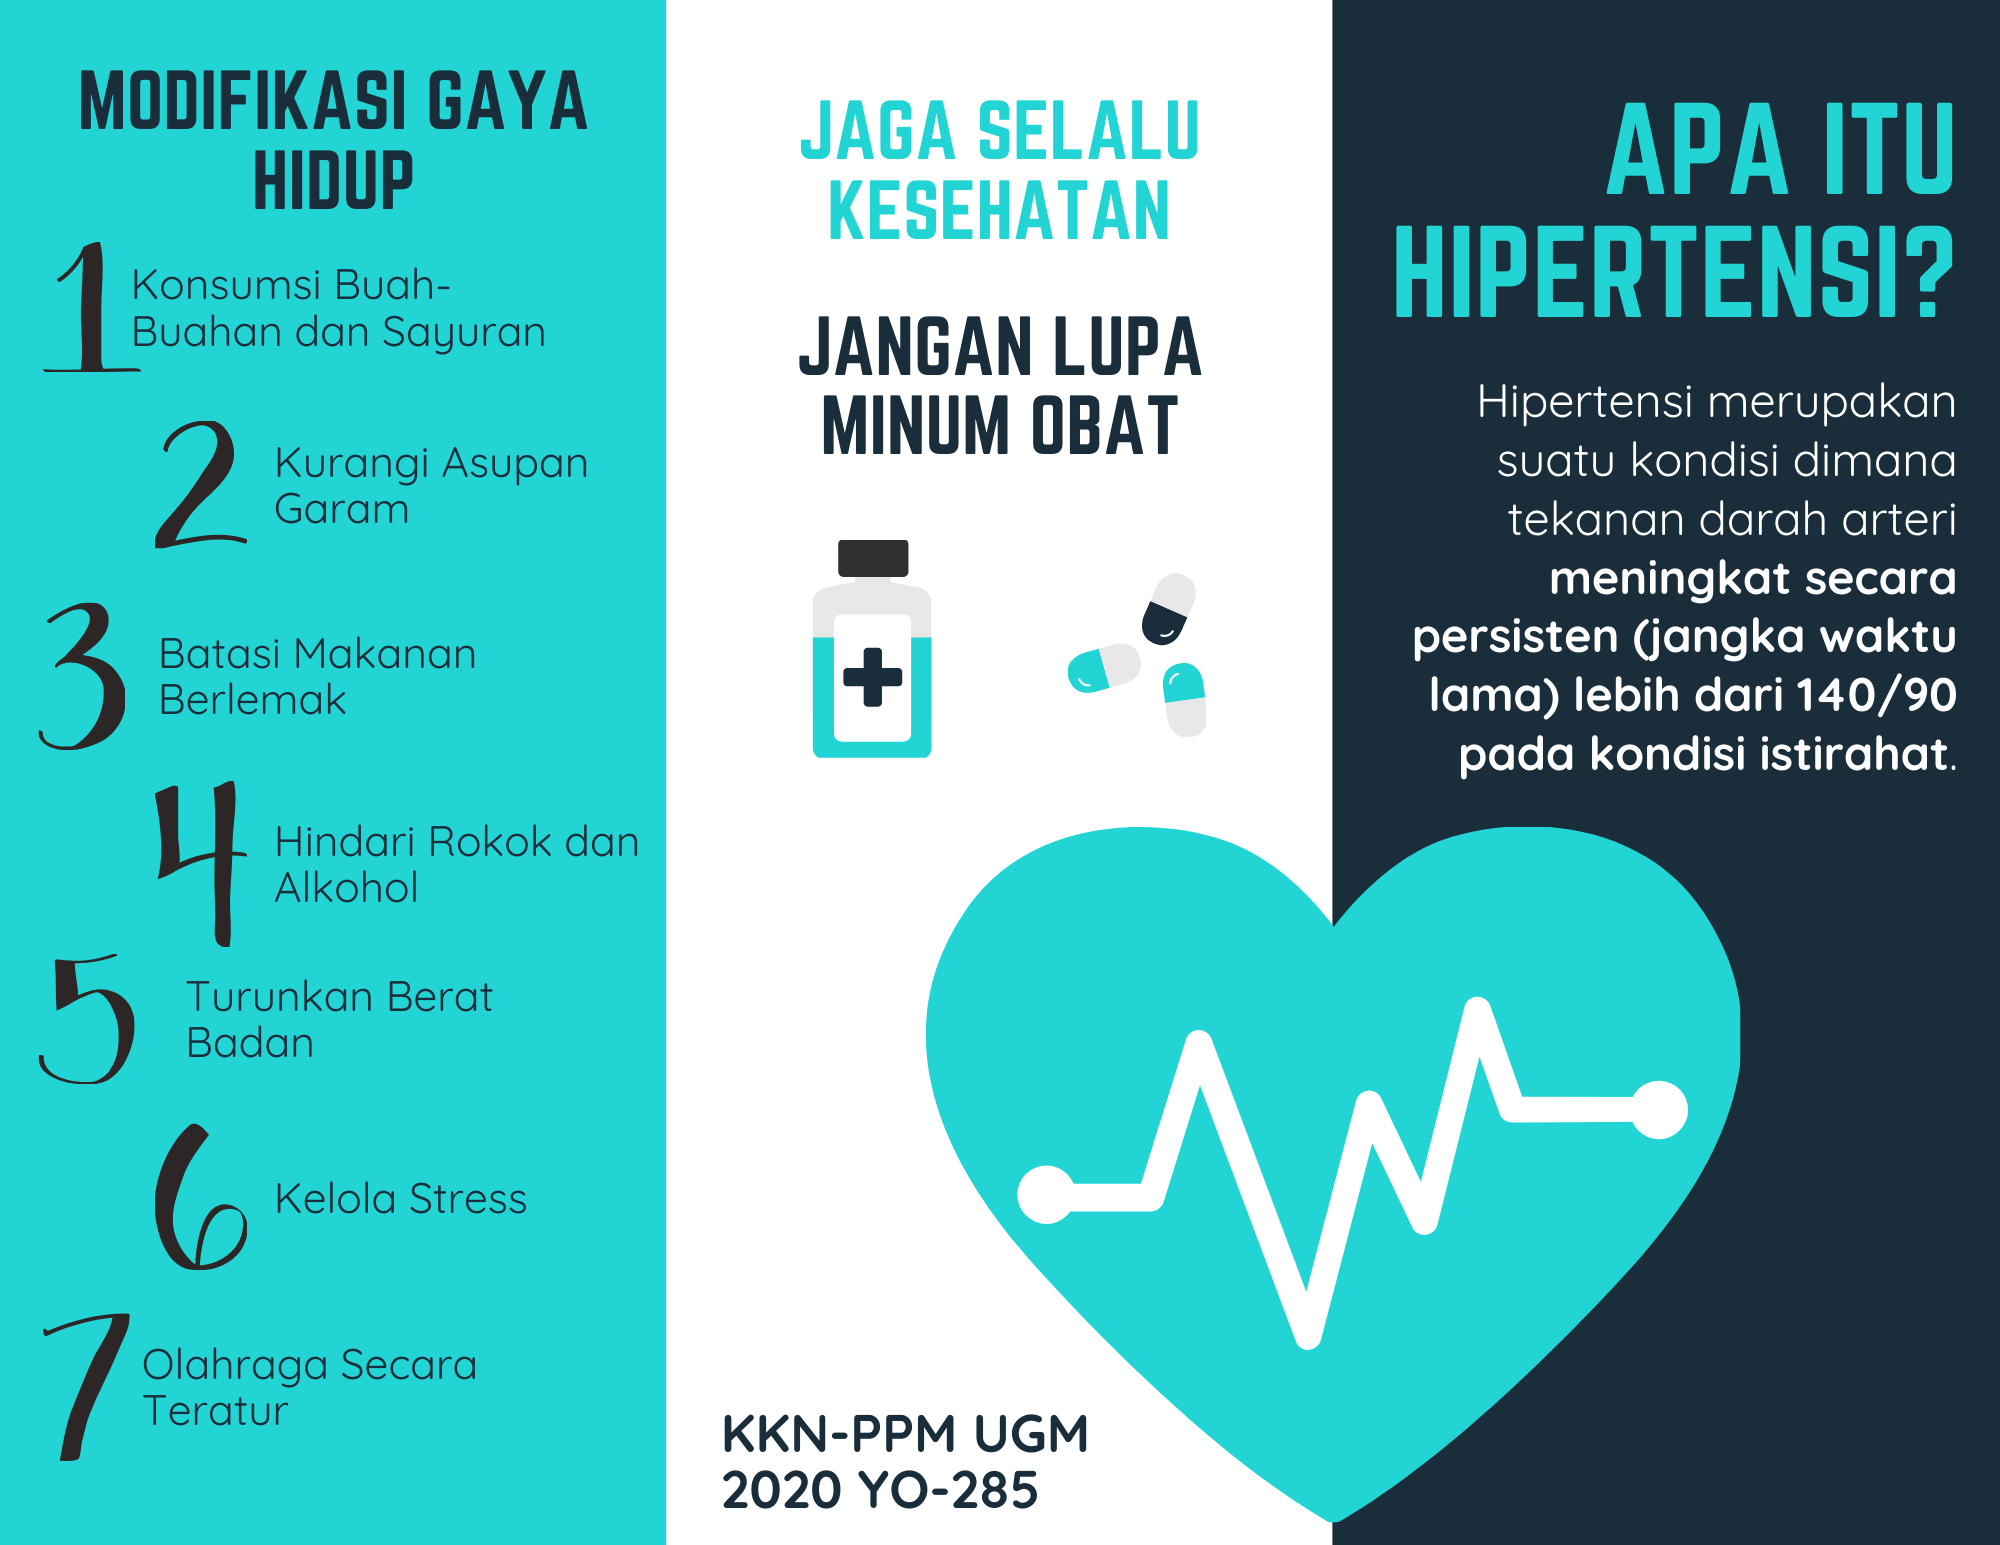 MODIFIKASI GAYA
HIDUP
1
Konsumsi Buah-
Buahan dan Sayuran
2
Kurangi Asupan
Garam
3
Batasi Makanan
Berlemak
4
Hindari Rokok dan
Alkohol
5
Turunkan Berat
Badan
6
Kelola Stress
7
Olahraga Secara
Teratur
JAGA SELALU
KESEHATAN
JANGAN LUPA
MINUM OBAT
KKN-PPM UGM
2020 YO-285
APA ITU
HIPERTENSI?
Hipertensi merupakan
suatu kondisi dimana
tekanan darah arteri
meningkat secara
persisten (jangka waktu
lama) lebih dari 140/90
pada kondisi istirahat.